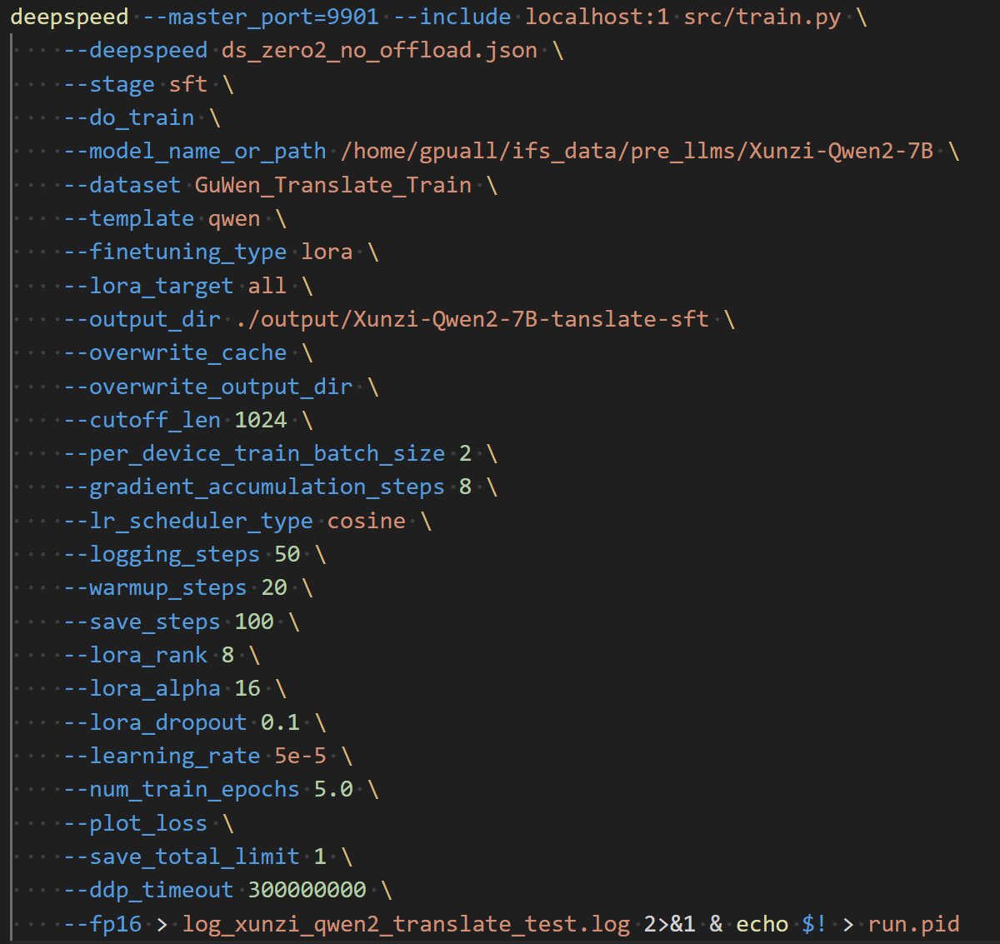 deepspeed --master_port=9901 --include localhost:1 src/train.py \
    --deepspeed ds_zero2_no_offload.json \
    --stage sft \
    --do_train \
    --model_name_or_path /home/gpuall/ifs_data/pre_llms/Xunzi-Qwen2-7B \
    --dataset GuWen_Translate_Train \
    --template qwen \
    --finetuning_type lora \
    --lora_target all \
    --output_dir ./output/Xunzi-Qwen2-7B-tanslate-sft \
    --overwrite_cache \
    --overwrite_output_dir \
    --cutoff_len 1024 \
    --per_device_train_batch_size 2 \
    --gradient_accumulation_steps 8 \
    --lr_scheduler_type cosine \
    --logging_steps 50 \
    --warmup_steps 20 \
    --save_steps 100 \
    --lora_rank 8 \
    --lora_alpha 16 \
    --lora_dropout 0.1 \
    --learning_rate 5e-5 \
    --num_train_epochs 5.0 \
    --plot_loss \
    --save_total_limit 1 \
    --ddp_timeout 300000000 \
    --fp16 > log_xunzi_qwen2_translate_test.log 2>&1 & echo $! > run.pid